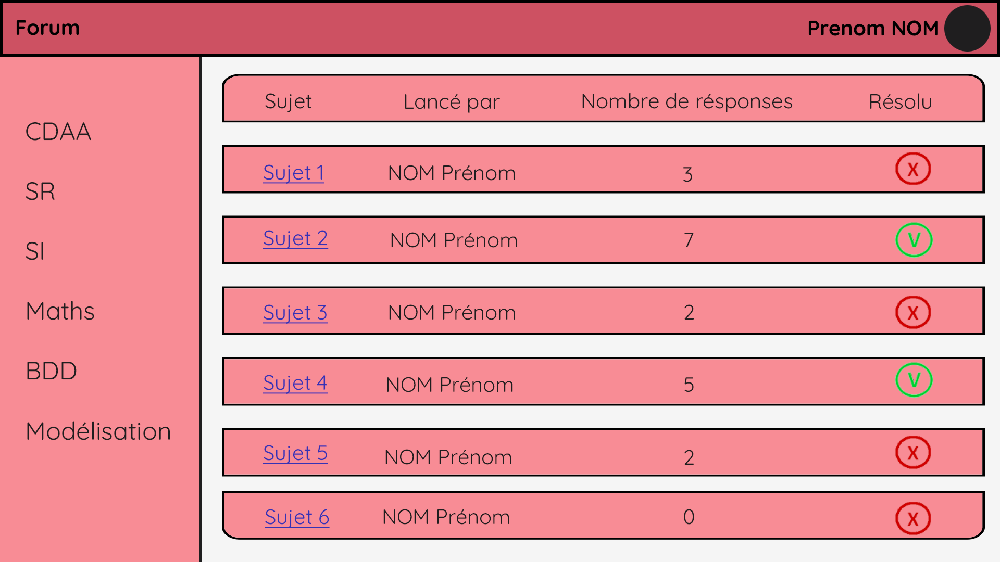 Forum
Prenom NOM
CDAA
SR
SI
Maths
BDD
Modélisation
Sujet Lancé par Nombre de résponses Résolu
Sujet 1 NOM Prénom 3 X
Sujet 2 NOM Prénom 7 V
Sujet 3 NOM Prénom 2 X
Sujet 4 NOM Prénom 5 V
Sujet 5 NOM Prénom 2 X
Sujet 6 NOM Prénom 0 X